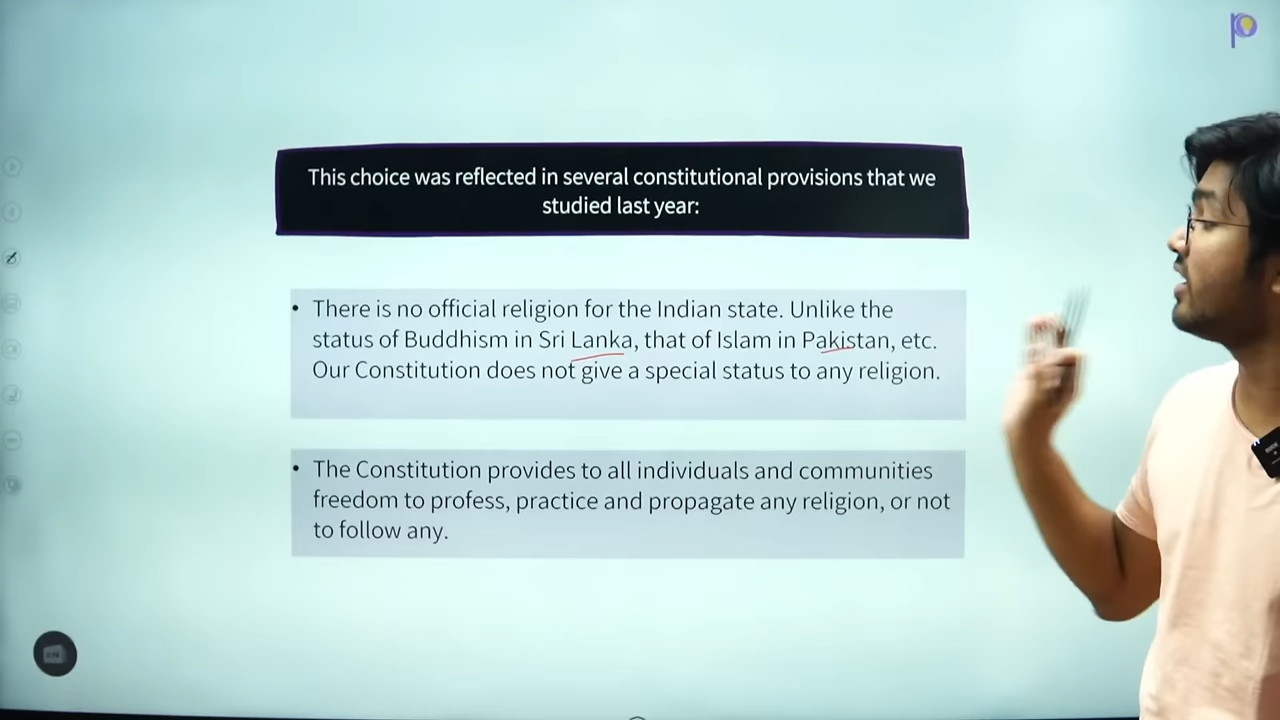 This choice was reflected in several constitutional provisions that we
studied last year:
• There is no official religion for the Indian state. Unlike the
status of Buddhism in Sri Lanka, that of Islam in Pakistan, etc.
Our Constitution does not give a special status to any religion.
• The Constitution provides to all individuals and communities
freedom to profess, practice and propagate any religion, or not
to follow any.